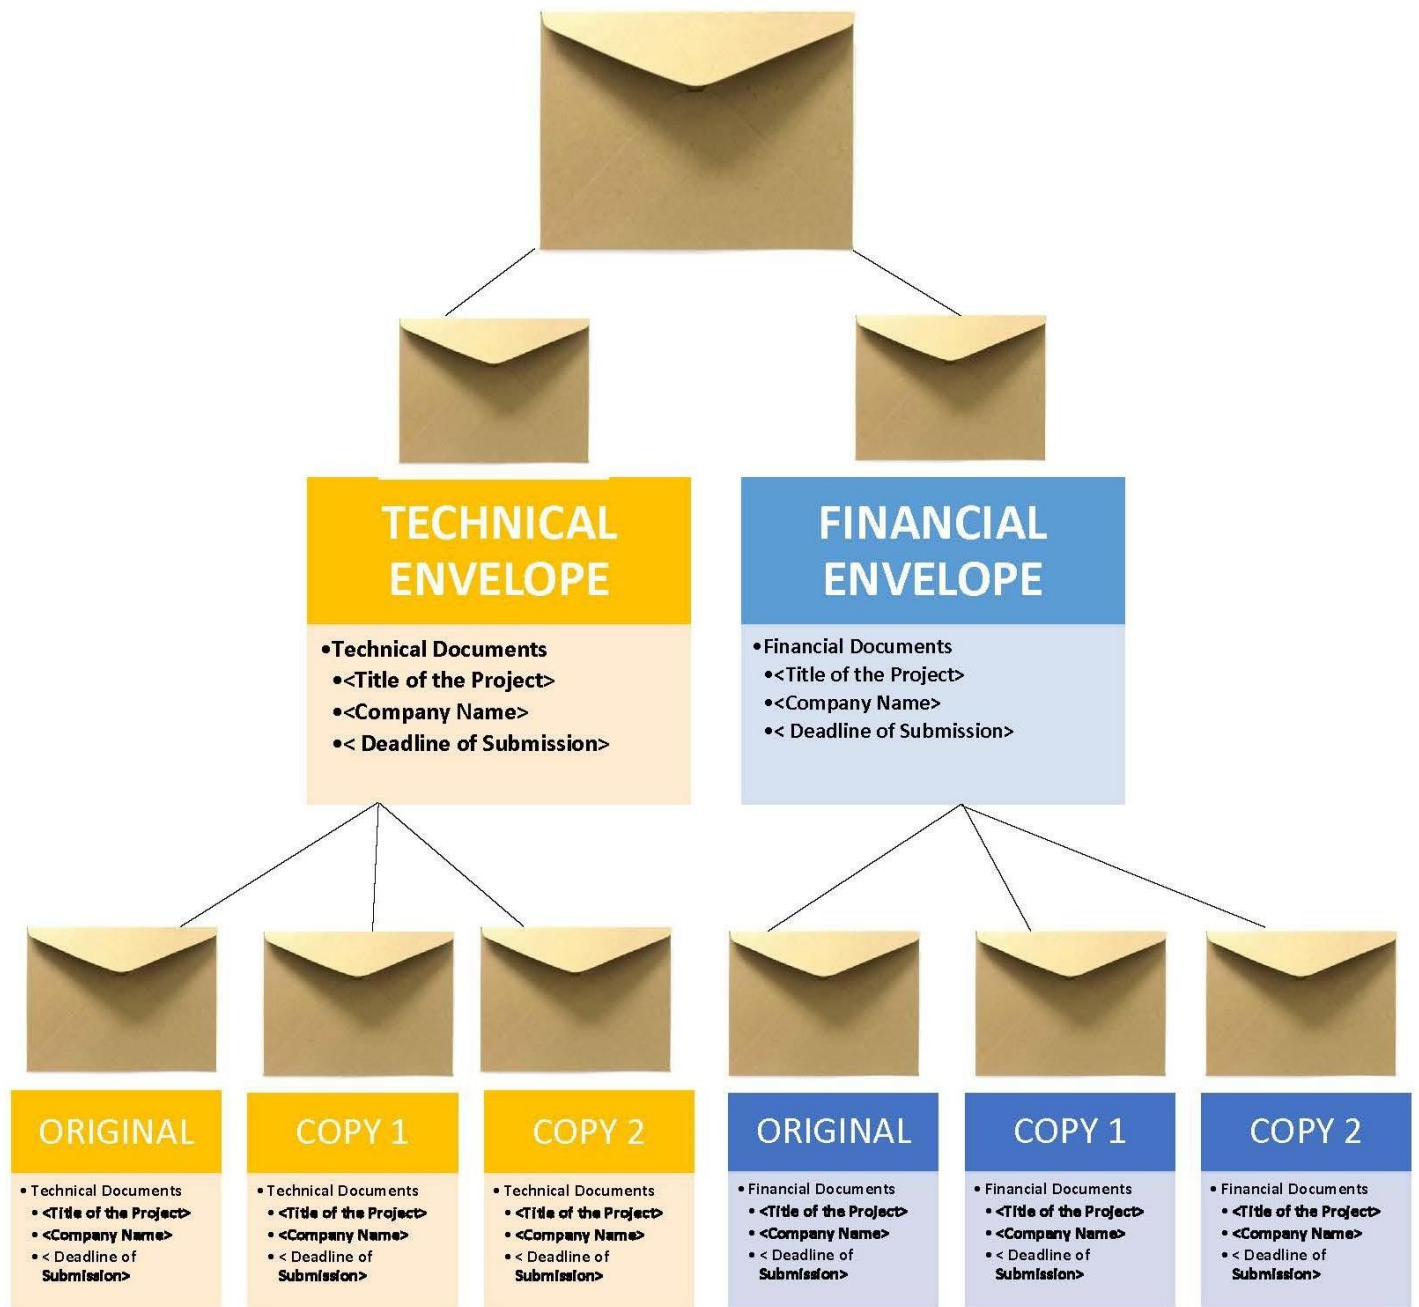 TECHNICAL
ENVELOPE
•Technical Documents
•<Title of the Project>
•<Company Name>
•< Deadline of Submission>
FINANCIAL
ENVELOPE
•Financial Documents
•<Title of the Project>
•<Company Name>
•< Deadline of Submission>
ORIGINAL
• Technical Documents
• <Title of the Project>
• <Company Name>
• < Deadline of
Submission>
COPY 1
• Technical Documents
• <Title of the Project>
• <Company Name>
• < Deadline of
Submission>
COPY 2
• Technical Documents
• <Title of the Project>
• <Company Name>
• < Deadline of
Submission>
ORIGINAL
• Financial Documents
• <Title of the Project>
• <Company Name>
• < Deadline of
Submission>
COPY 1
• Financial Documents
• <Title of the Project>
• <Company Name>
• < Deadline of
Submission>
COPY 2
• Financial Documents
• <Title of the Project>
• <Company Name>
• < Deadline of
Submission>